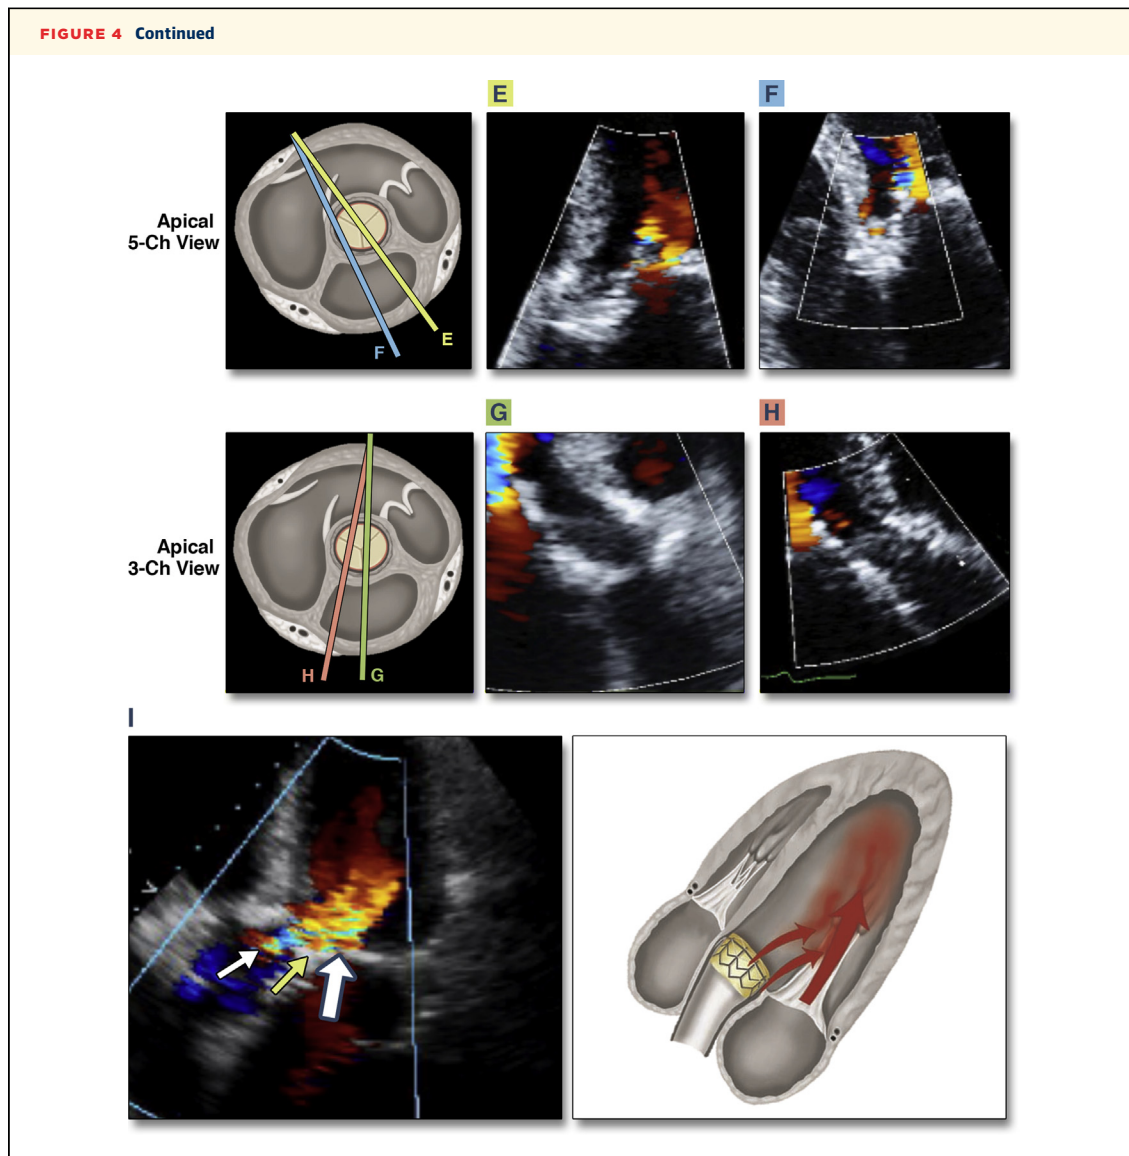 FIGURE 4 Continued
E
F
Apical
5-Ch View
E
F
G
H
Apical
3-Ch View
H
G
I